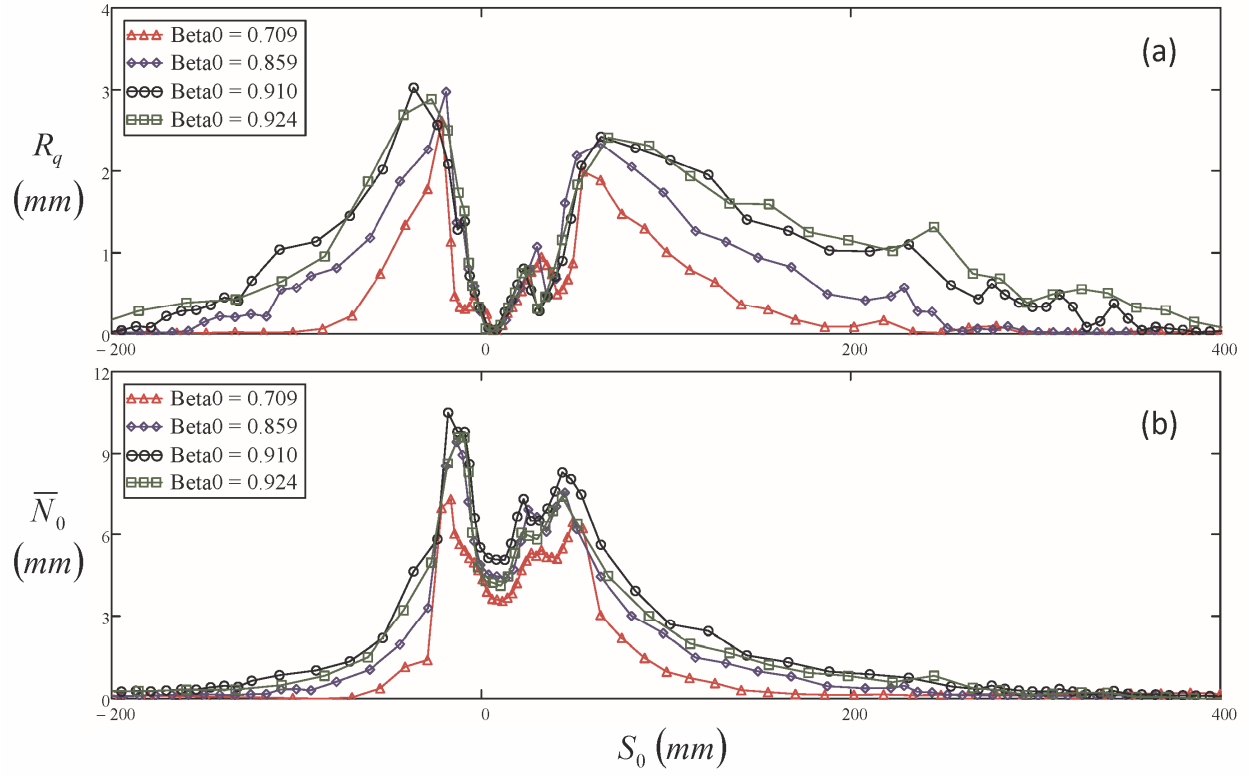 4
3
2
1
0
R_q
(mm)
Beta0 = 0.709
Beta0 = 0.859
Beta0 = 0.910
Beta0 = 0.924
(a)
−200 0 200 400
12
9
6
3
0
N̅_0
(mm)
Beta0 = 0.709
Beta0 = 0.859
Beta0 = 0.910
Beta0 = 0.924
(b)
−200 0 200 400
S_0 (mm)